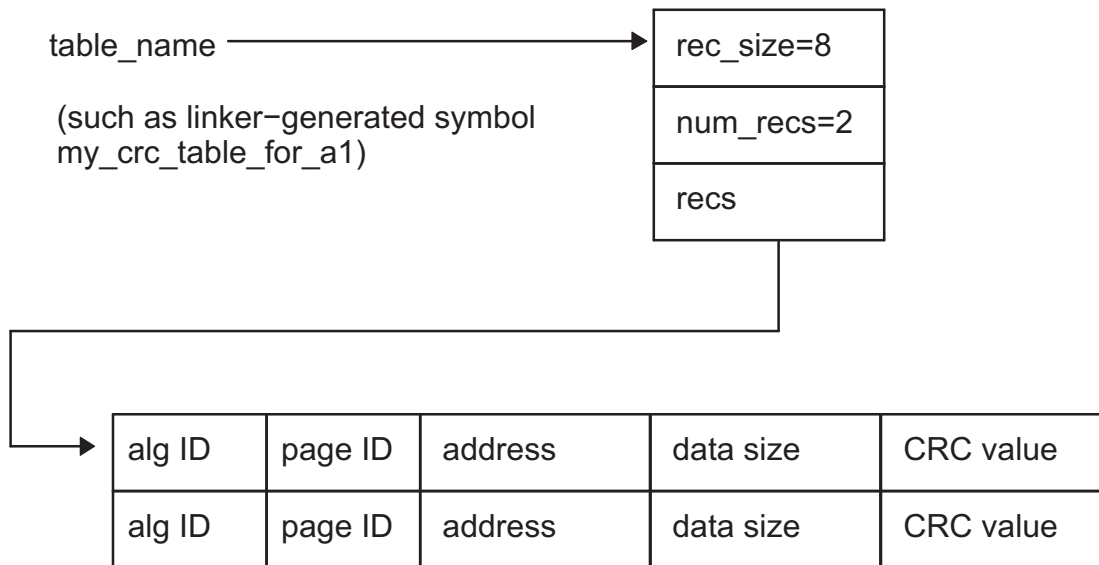 table_name
rec_size=8
(such as linker−generated symbol
my_crc_table_for_a1)
num_recs=2
recs
alg ID page ID address data size CRC value
alg ID page ID address data size CRC value